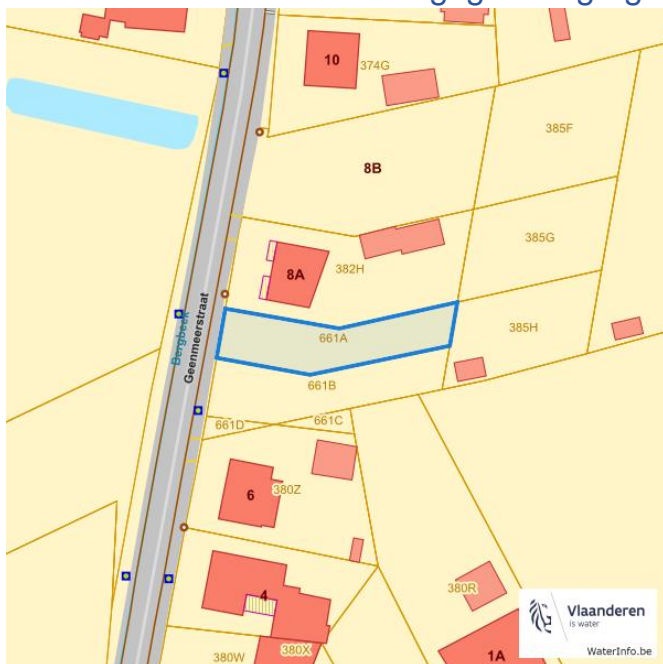 10
374G
385F
8B
385G
8A
382H
Bergbeek
Geenmeerstraat
661A
385H
661B
661D
661C
6
380Z
4
380R
380W
380X
1A
Vlaanderen
is water
WaterInfo.be